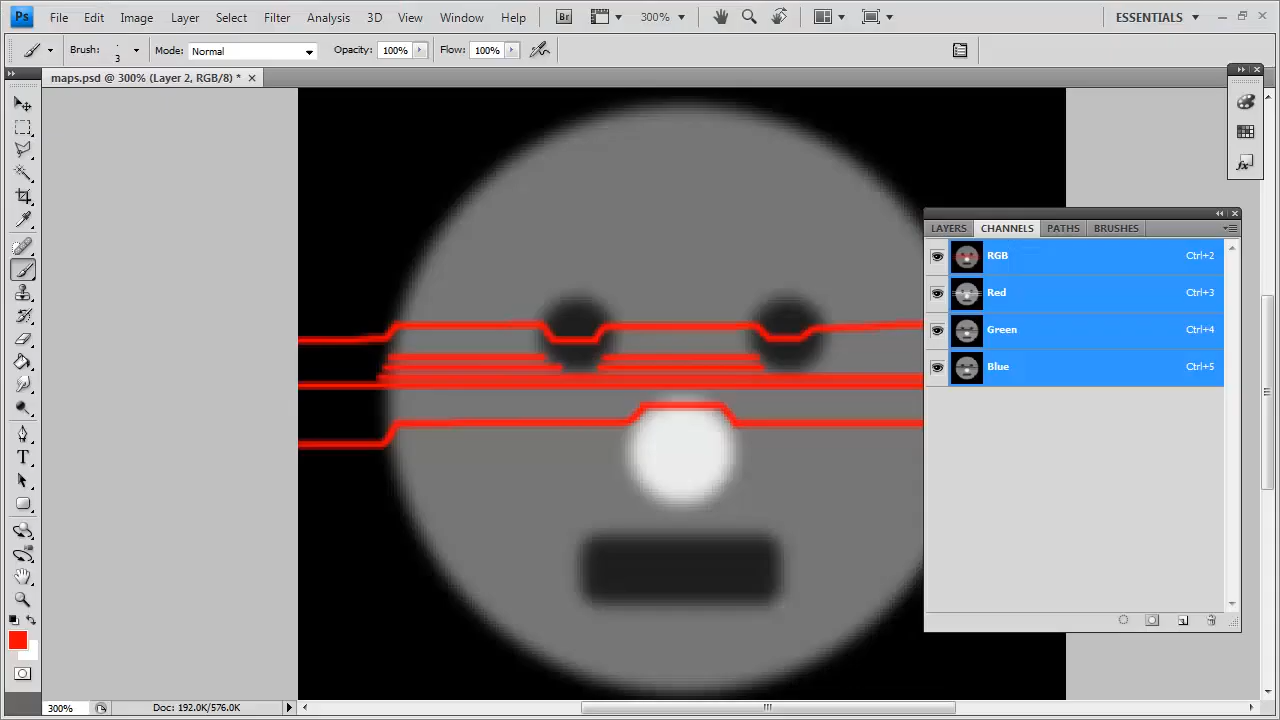 Ps File Edit Image Layer Select Filter Analysis 3D View Window Help Br 300% ESSENTIALS
Brush: 3 Mode: Normal Opacity: 100% Flow: 100%
maps.psd @ 300% (Layer 2, RGB/8) *
LAYERS CHANNELS PATHS BRUSHES
RGB Ctrl+2
Red Ctrl+3
Green Ctrl+4
Blue Ctrl+5
T
fx
300% Doc: 192.0K/576.0K